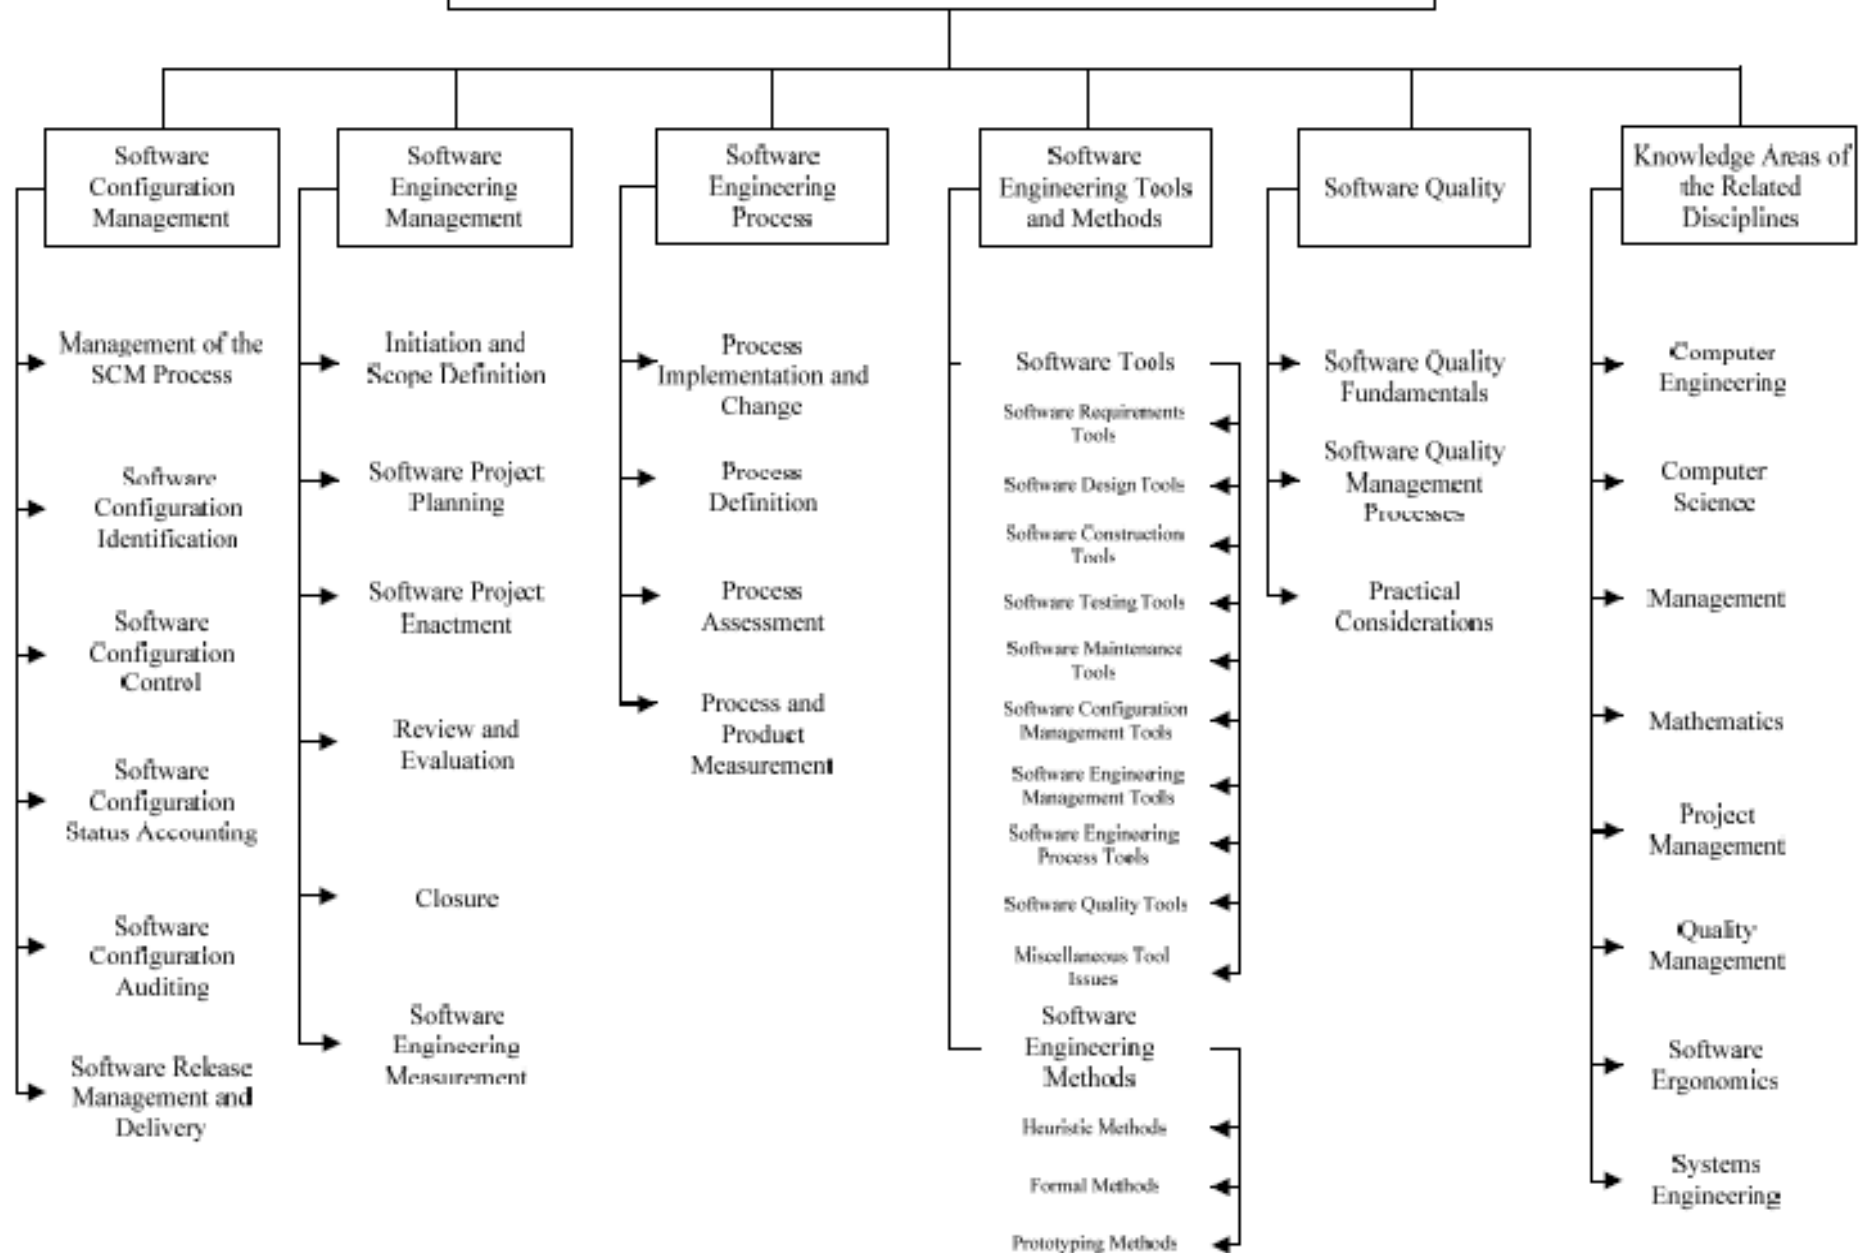 Software
Configuration
Management
Management of the
SCM Process
Software
Configuration
Identification
Software
Configuration
Control
Software
Configuration
Status Accounting
Software
Configuration
Auditing
Software Release
Management and
Delivery
Software
Engineering
Management
Initiation and
Scope Definition
Software Project
Planning
Software Project
Enactment
Review and
Evaluation
Closure
Software
Engineering
Measurement
Software
Engineering
Process
Process
Implementation and
Change
Process
Definition
Process
Assessment
Process and
Product
Measurement
Software
Engineering Tools
and Methods
Software Tools
Software Requirements
Tools
Software Design Tools
Software Construction
Tools
Software Testing Tools
Software Maintenance
Tools
Software Configuration
Management Tools
Software Engineering
Management Tools
Software Engineering
Process Tools
Software Quality Tools
Miscellaneous Tool
Issues
Software
Engineering
Methods
Heuristic Methods
Formal Methods
Prototyping Methods
Software Quality
Software Quality
Fundamentals
Software Quality
Management
Processes
Practical
Considerations
Knowledge Areas of
the Related
Disciplines
Computer
Engineering
Computer
Science
Management
Mathematics
Project
Management
Quality
Management
Software
Ergonomics
Systems
Engineering